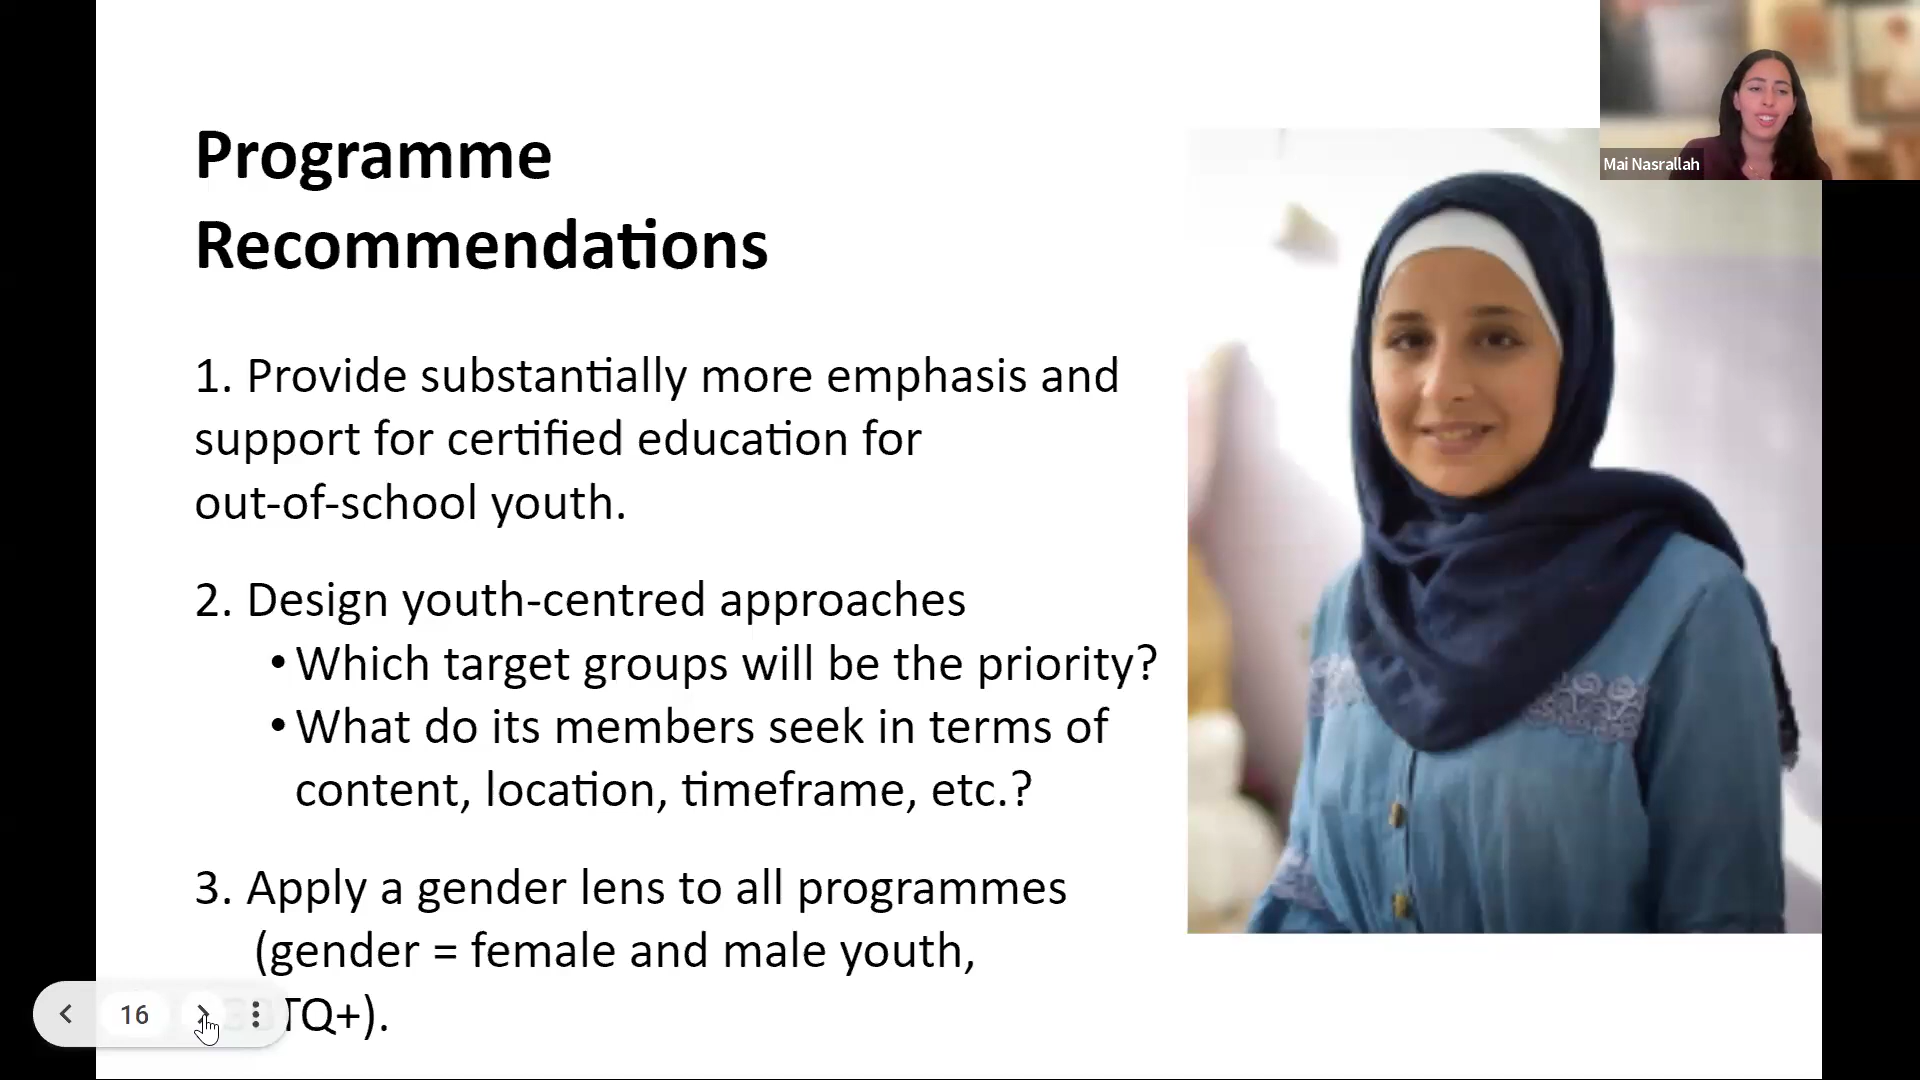 Programme
Recommendations
1. Provide substantially more emphasis and
support for certified education for
out-of-school youth.
2. Design youth-centred approaches
•Which target groups will be the priority?
•What do its members seek in terms of
content, location, timeframe, etc.?
3. Apply a gender lens to all programmes
(gender = female and male youth,
TQ+).
16
Mai Nasrallah